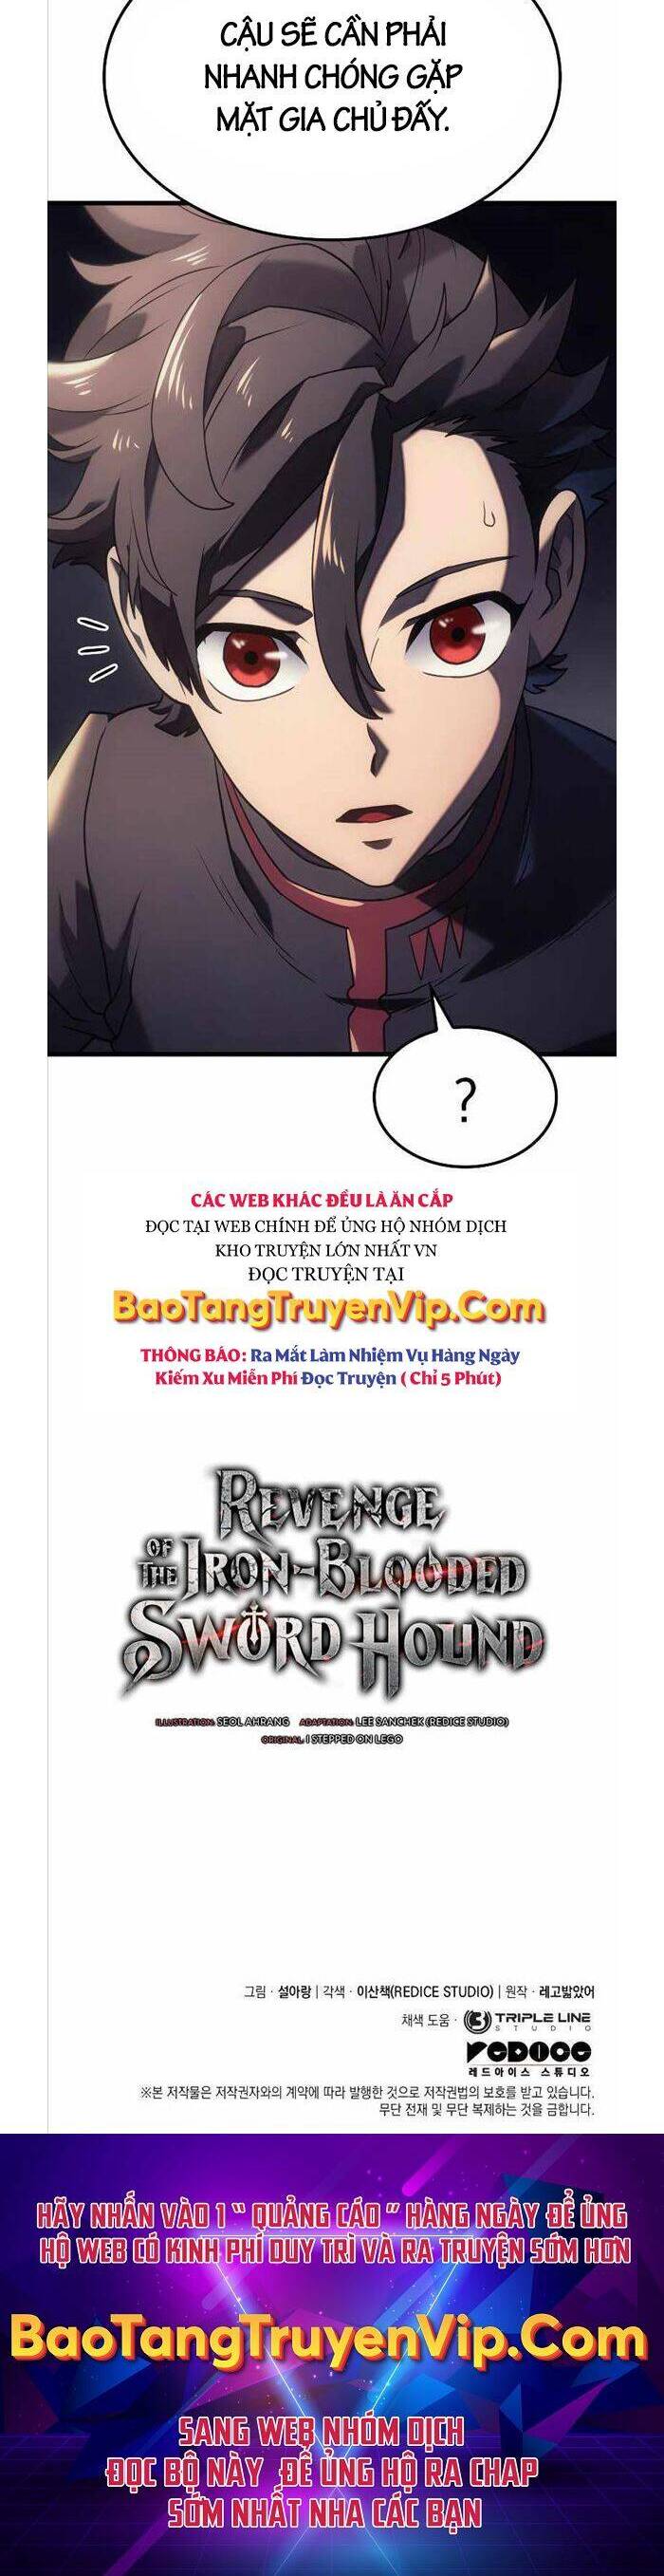 CẬU SẼ CẦN PHẢI
NHANH CHÓNG GẶP
MẶT GIA CHỦ ĐẤY.
?
CÁC WEB KHÁC ĐỀU LÀ ĂN CẮP
ĐỌC TẠI WEB CHÍNH ĐỂ ỦNG HỘ NHÓM DỊCH
KHO TRUYỆN LỚN NHẤT VN
ĐỌC TRUYỆN TẠI
BaoTangTruyenVip.Com
THÔNG BÁO: Ra Mắt Làm Nhiệm Vụ Hàng Ngày
Kiếm Xu Miễn Phí Đọc Truyện ( Chỉ 5 Phút)
REVENGE
OF THE IRON-BLOODED
SWORD HOUND
ILLUSTRATION: SEOL AHRANG ADAPTATION: LEE SANCHEK (REDICE STUDIO)
ORIGINAL: I STEPPED ON LEGO
그림 · 설아랑 | 각색 · 이산책(REDICE STUDIO) | 원작 · 레고밟았어
채색 도움 · TRIPLE LINE
STUDIO
REDICE
레드아이스 스튜디오
※본 저작물은 저작권자와의 계약에 따라 발행한 것으로 저작권법의 보호를 받고 있습니다.
무단 전재 및 무단 복제하는 것을 금합니다.
HÃY NHẤN VÀO 1 “ QUẢNG CÁO ” HÀNG NGÀY ĐỂ ỦNG
HỘ WEB CÓ KINH PHÍ DUY TRÌ VÀ RA TRUYỆN SỚM HƠN
BaoTangTruyenVip.Com
SANG WEB NHÓM DỊCH
ĐỌC BỘ NÀY ĐỂ ỦNG HỘ RA CHAP
SỚM NHẤT NHA CÁC BẠN